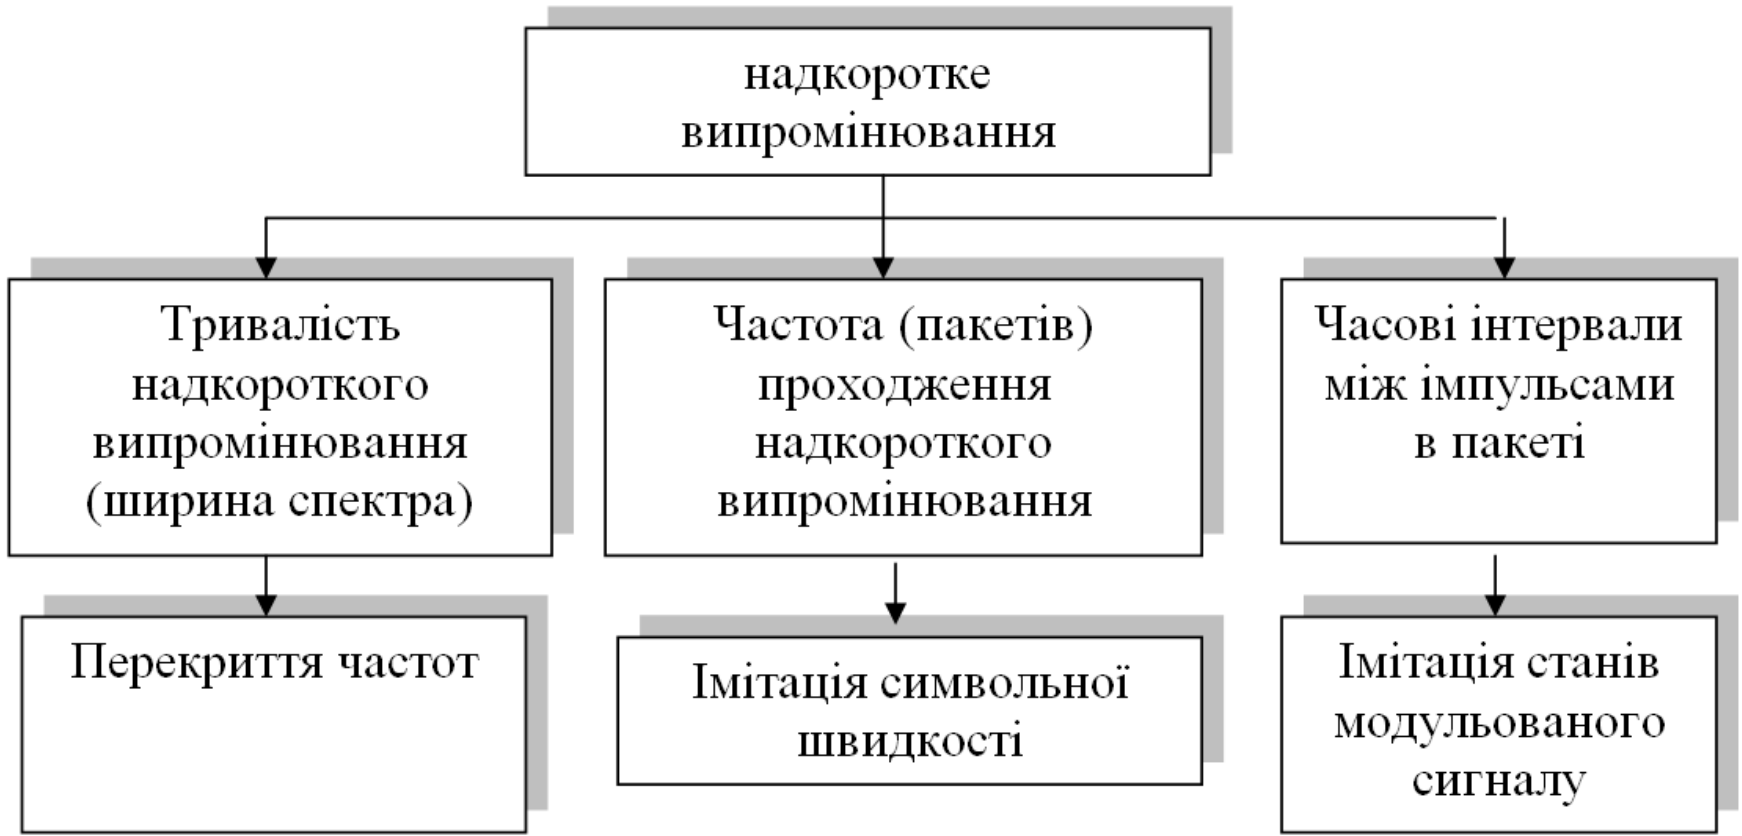 надкоротке
випромінювання
Тривалість
надкороткого
випромінювання
(ширина спектра)
Частота (пакетів)
проходження
надкороткого
випромінювання
Часові інтервали
між імпульсами
в пакеті
Перекриття частот
Імітація символьної
швидкості
Імітація станів
модульованого
сигналу